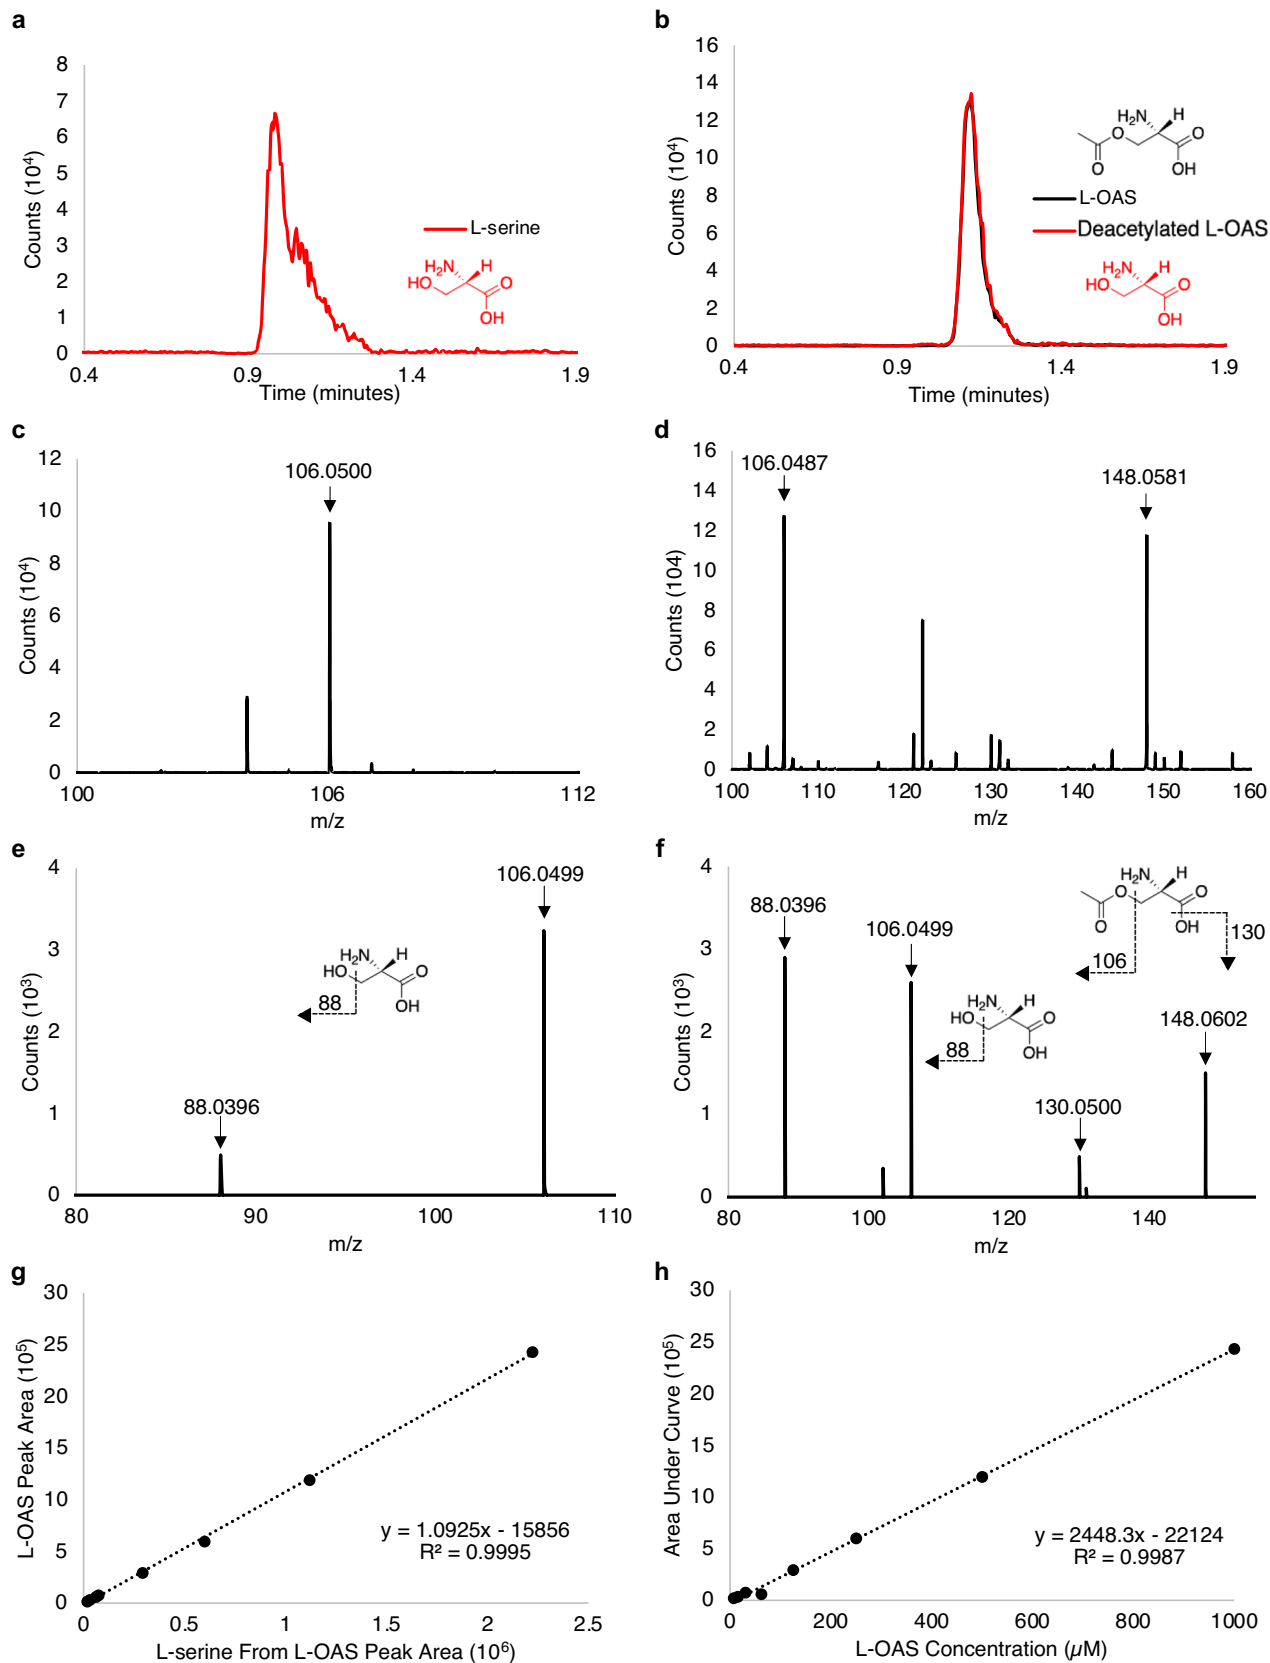 a
8
7
6
5
4
3
2
1
0
Counts (10⁴)
0.4
0.9
1.4
1.9
Time (minutes)
L-serine
H₂N
H
HO
O
OH
b
16
14
12
10
8
6
4
2
0
Counts (10⁴)
0.4
0.9
1.4
1.9
Time (minutes)
H₂N
H
O
O
O
OH
L-OAS
Deacetylated L-OAS
H₂N
H
HO
O
OH
c
12
10
8
6
4
2
0
Counts (10⁴)
106.0500
100
106
112
m/z
d
16
14
12
10
8
6
4
2
0
Counts (104)
106.0487
148.0581
100
110
120
130
140
150
160
m/z
e
4
3
2
1
0
Counts (10³)
106.0499
88.0396
H₂N
H
HO
O
OH
88
80
90
100
110
m/z
f
4
3
2
1
0
Counts (10³)
88.0396
106.0499
130.0500
148.0602
H₂N
H
O
O
O
OH
130
106
H₂N
H
HO
O
OH
88
80
100
120
140
m/z
g
30
25
20
15
10
5
0
L-OAS Peak Area (10⁵)
y = 1.0925x - 15856
R² = 0.9995
0
0.5
1
1.5
2
2.5
L-serine From L-OAS Peak Area (10⁶)
h
30
25
20
15
10
5
0
Area Under Curve (10⁵)
y = 2448.3x - 22124
R² = 0.9987
0
200
400
600
800
1000
L-OAS Concentration (µM)